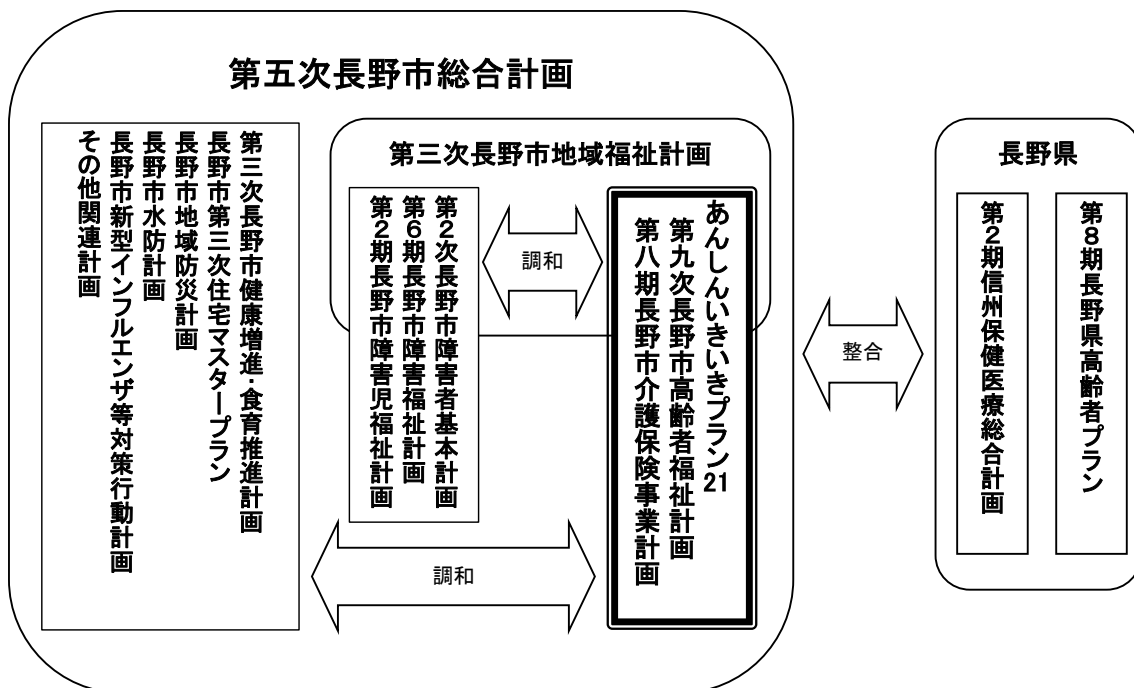 第五次長野市総合計画
第三次長野市健康増進・食育推進計画
長野市第三次住宅マスタープラン
長野市地域防災計画
長野市水防計画
長野市新型インフルエンザ等対策行動計画
その他関連計画
第三次長野市地域福祉計画
第2次長野市障害者基本計画
第6期長野市障害福祉計画
第2期長野市障害児福祉計画
調和
あんしんいきいきプラン21
第九次長野市高齢者福祉計画
第八期長野市介護保険事業計画
調和
整合
長野県
第8期長野県高齢者プラン
第2期信州保健医療総合計画